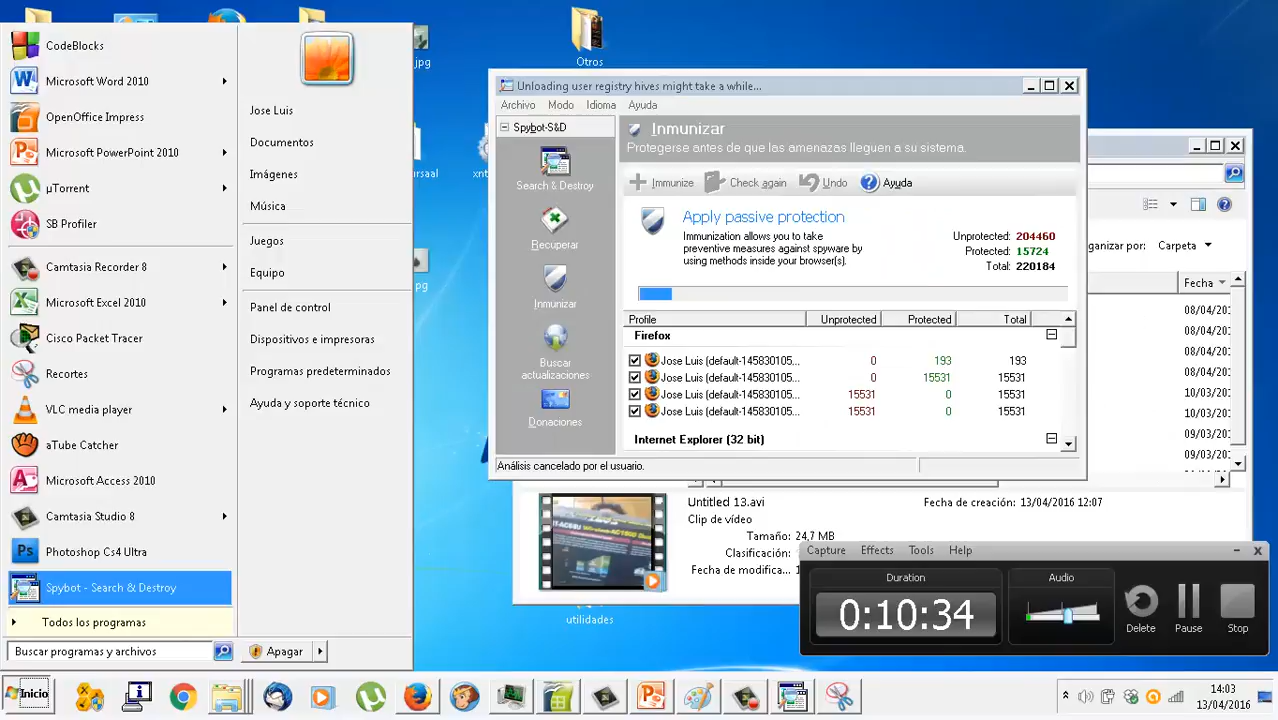 CodeBlocks
Microsoft Word 2010
OpenOffice Impress
Microsoft PowerPoint 2010
µTorrent
SB Profiler
Camtasia Recorder 8
Microsoft Excel 2010
Cisco Packet Tracer
Recortes
VLC media player
aTube Catcher
Microsoft Access 2010
Camtasia Studio 8
Photoshop Cs4 Ultra
Spybot - Search & Destroy
Todos los programas
Buscar programas y archivos
Jose Luis
Documentos
Imágenes
Música
Juegos
Equipo
Panel de control
Dispositivos e impresoras
Programas predeterminados
Ayuda y soporte técnico
Apagar
.jpg
Otros
Unloading user registry hives might take a while...
Archivo Modo Idioma Ayuda
Spybot-S&D
Search & Destroy
Recuperar
Inmunizar
Buscar
actualizaciones
Donaciones
Inmunizar
Protegerse antes de que las amenazas lleguen a su sistema.
Immunize Check again Undo Ayuda
Apply passive protection
Immunization allows you to take
preventive measures against spyware by
using methods inside your browser(s).
Unprotected: 204460
Protected: 15724
Total: 220184
Profile Unprotected Protected Total
Firefox
Jose Luis (default-145830105... 0 193 193
Jose Luis (default-145830105... 0 15531 15531
Jose Luis (default-145830105... 15531 0 15531
Jose Luis (default-145830105... 15531 0 15531
Internet Explorer (32 bit)
Análisis cancelado por el usuario.
ganizar por: Carpeta
Fecha
08/04/201
08/04/201
08/04/201
08/04/201
10/03/201
10/03/201
09/03/201
09/03/201
Untitled 13.avi
Clip de vídeo
Tamaño: 24,7 MB
Clasificación
Fecha de modifica...
Fecha de creación: 13/04/2016 12:07
utilidades
Capture Effects Tools Help
Duration
0:10:34
Audio
Delete Pause Stop
Inicio
14:03
13/04/2016